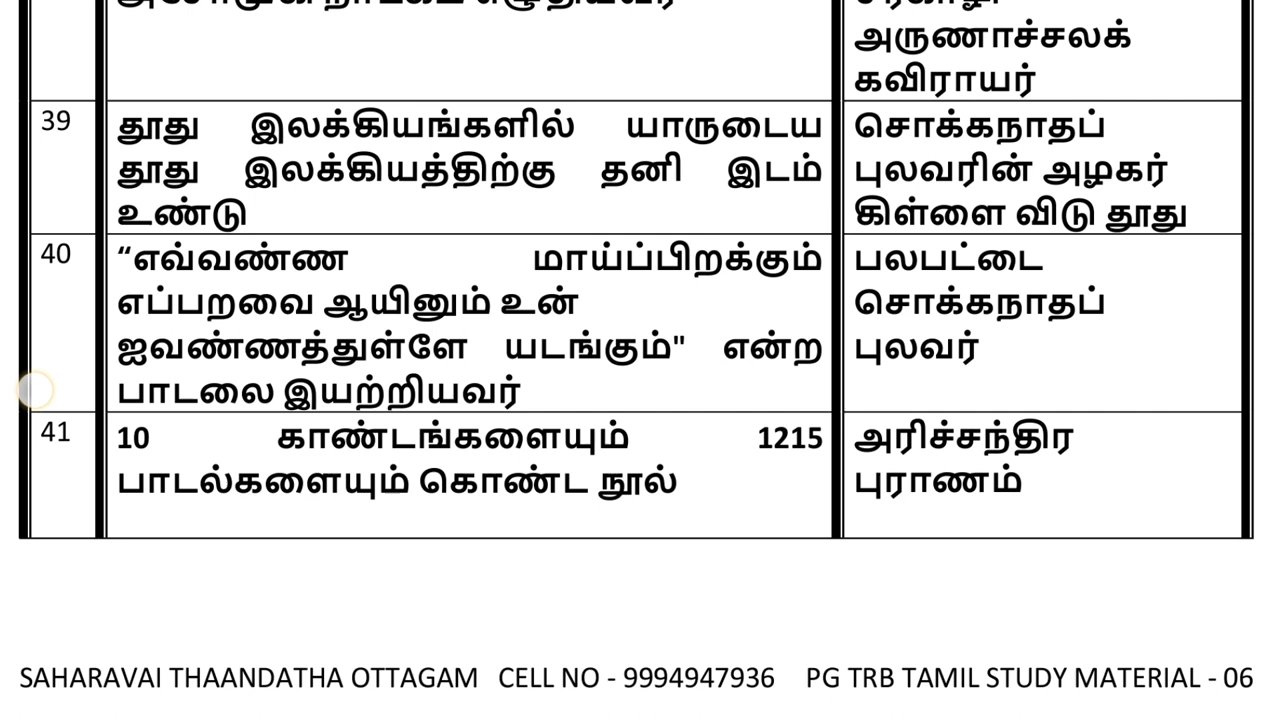 அருணாச்சலக்
கவிராயர்
39
தூது இலக்கியங்களில் யாருடைய
தூது இலக்கியத்திற்கு தனி இடம்
உண்டு
சொக்கநாதப்
புலவரின் அழகர்
கிள்ளை விடு தூது
40
“எவ்வண்ண மாய்ப்பிறக்கும்
எப்பறவை ஆயினும் உன்
ஐவண்ணத்துள்ளே யடங்கும்" என்ற
பாடலை இயற்றியவர்
பலபட்டை
சொக்கநாதப்
புலவர்
41
10 காண்டங்களையும் 1215
பாடல்களையும் கொண்ட நூல்
அரிச்சந்திர
புராணம்
SAHARAVAI THAANDATHA OTTAGAM CELL NO - 9994947936 PG TRB TAMIL STUDY MATERIAL - 06